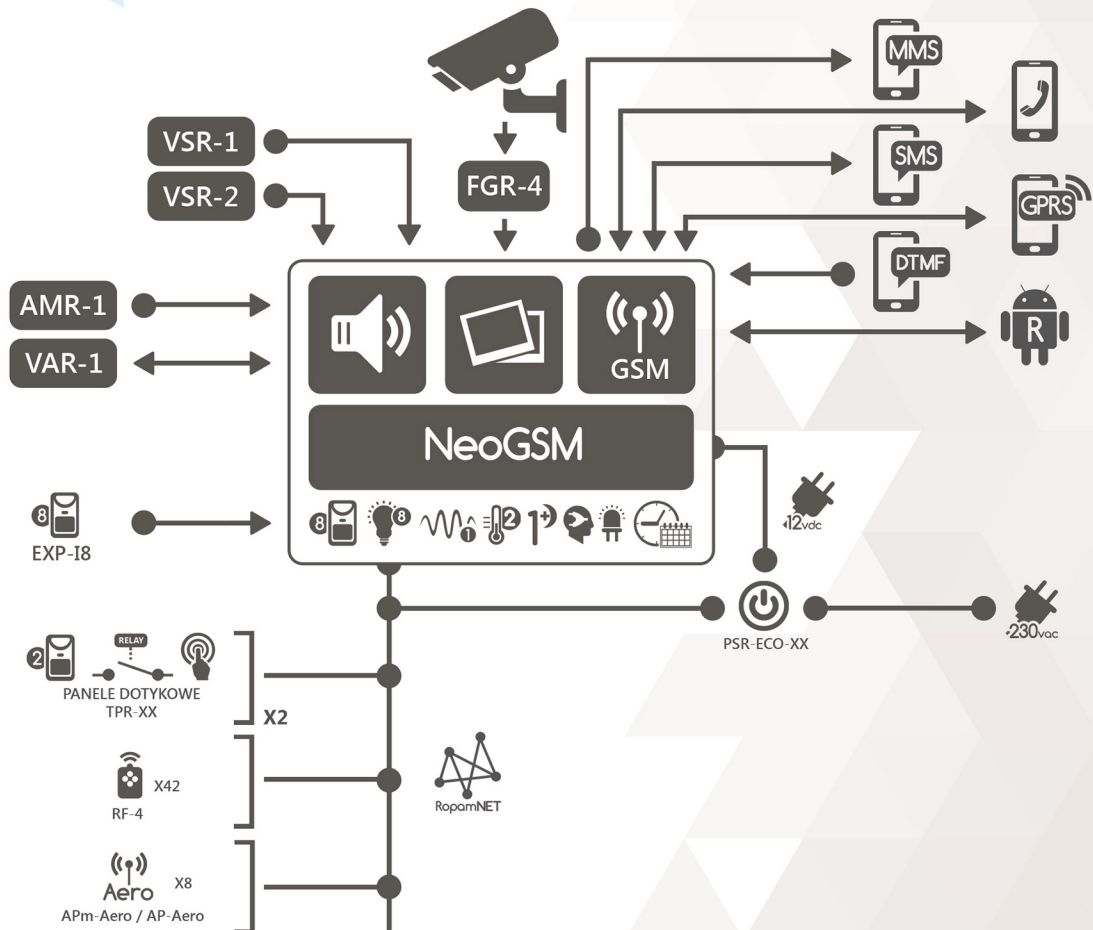 MMS
VSR-1
VSR-2
FGR-4
SMS
GPRS
DTMF
AMR-1
VAR-1
R
GSM
NeoGSM
8
EXP-I8
8
8
1
2
1+
12vdc
PSR-ECO-XX
230vac
2
RELAY
PANELE DOTYKOWE
TPR-XX
X2
X42
RF-4
RopamNET
Aero
X8
APm-Aero / AP-Aero